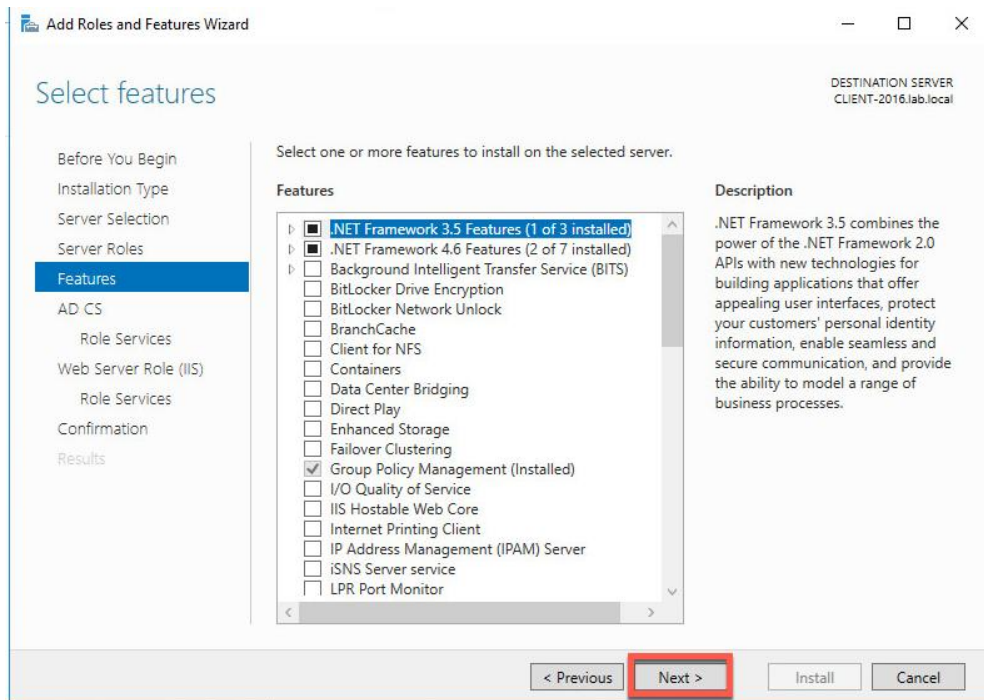 Add Roles and Features Wizard
Select features
DESTINATION SERVER
CLIENT-2016.lab.local
Before You Begin
Installation Type
Server Selection
Server Roles
Features
AD CS
Role Services
Web Server Role (IIS)
Role Services
Confirmation
Results
Select one or more features to install on the selected server.
Features
.NET Framework 3.5 Features (1 of 3 installed)
.NET Framework 4.6 Features (2 of 7 installed)
Background Intelligent Transfer Service (BITS)
BitLocker Drive Encryption
BitLocker Network Unlock
BranchCache
Client for NFS
Containers
Data Center Bridging
Direct Play
Enhanced Storage
Failover Clustering
Group Policy Management (Installed)
I/O Quality of Service
IIS Hostable Web Core
Internet Printing Client
IP Address Management (IPAM) Server
iSNS Server service
LPR Port Monitor
Description
.NET Framework 3.5 combines the
power of the .NET Framework 2.0
APIs with new technologies for
building applications that offer
appealing user interfaces, protect
your customers' personal identity
information, enable seamless and
secure communication, and provide
the ability to model a range of
business processes.
< Previous
Next >
Install
Cancel